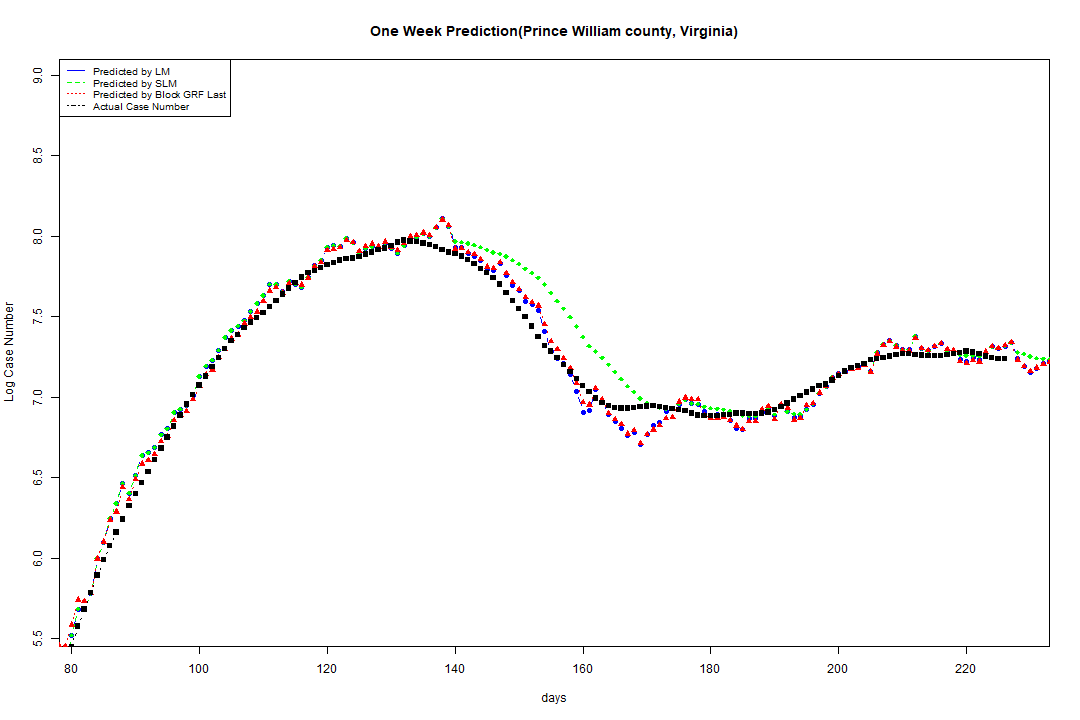 One Week Prediction(Prince William county, Virginia)
Predicted by LM
Predicted by SLM
Predicted by Block GRF Last
Actual Case Number
9.0
8.5
8.0
7.5
7.0
6.5
6.0
5.5
Log Case Number
80 100 120 140 160 180 200 220
days